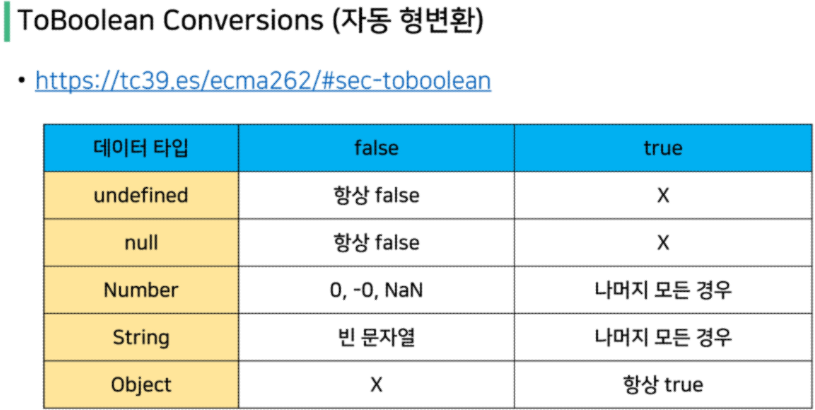 ToBoolean Conversions (자동 형변환)
• https://tc39.es/ecma262/#sec-toboolean
데이터 타입 false true
undefined 항상 false X
null 항상 false X
Number 0, -0, NaN 나머지 모든 경우
String 빈 문자열 나머지 모든 경우
Object X 항상 true